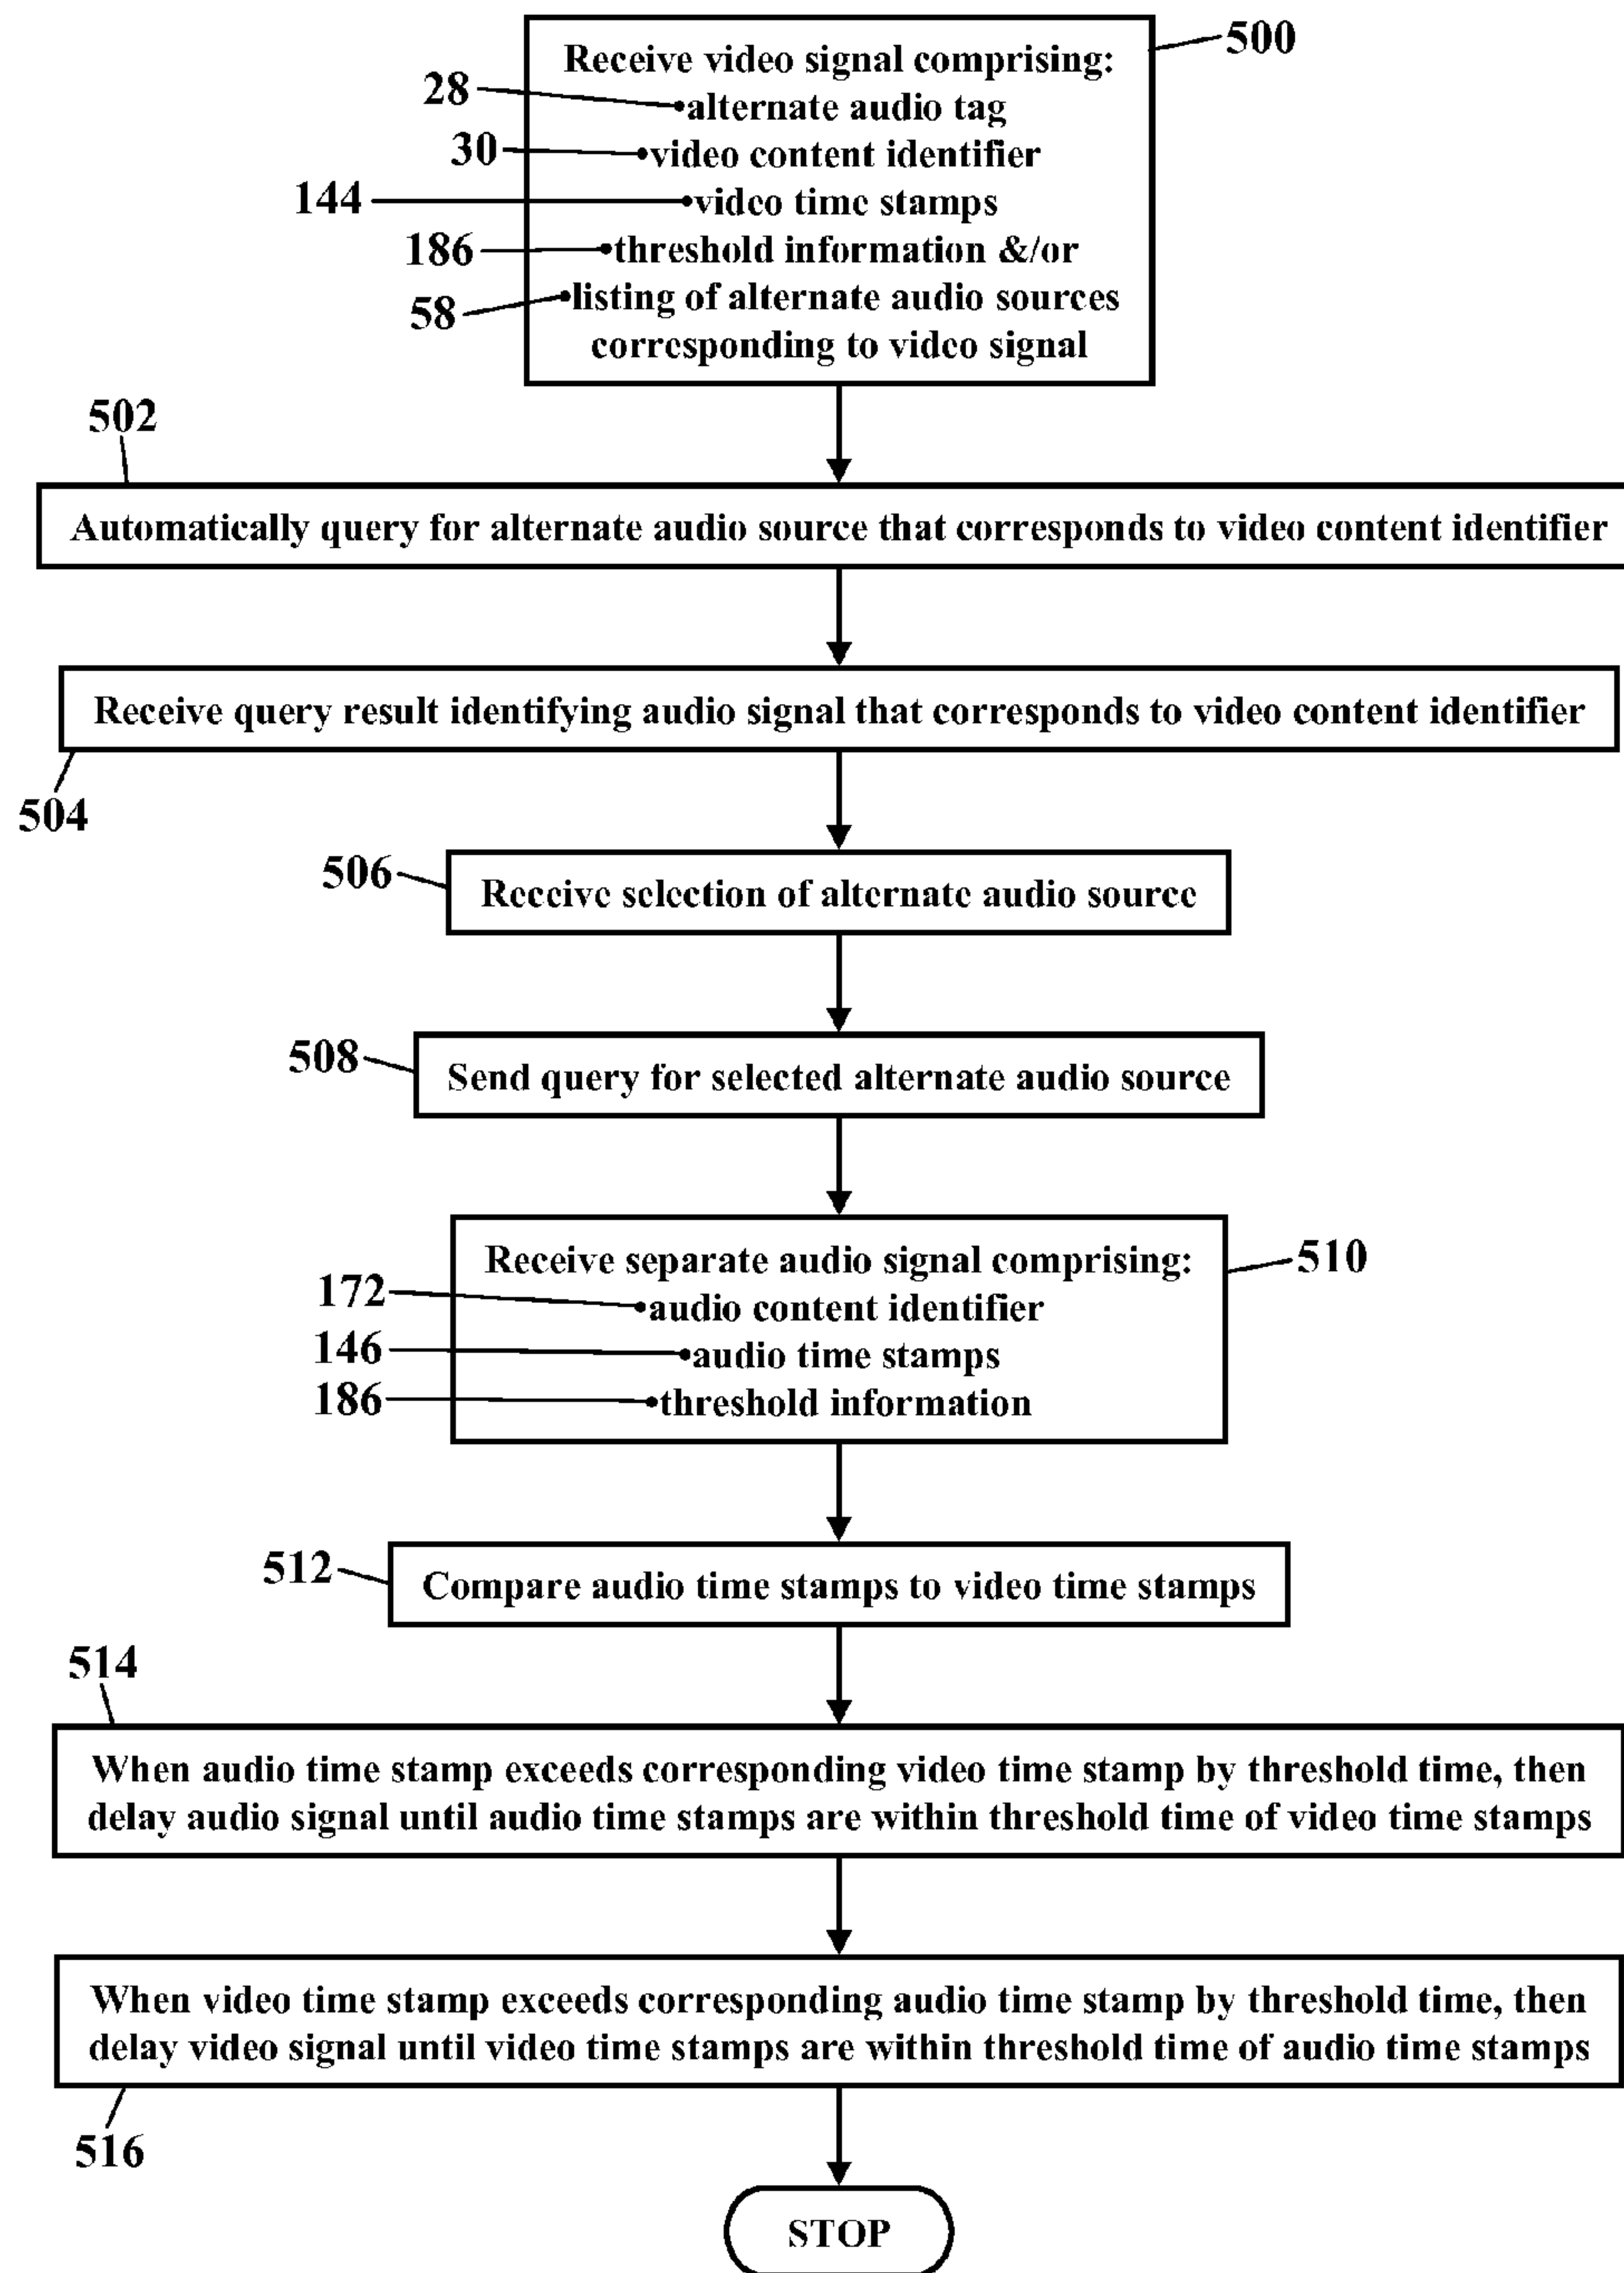 500
Receive video signal comprising:
28
•alternate audio tag
30
•video content identifier
144
•video time stamps
186
•threshold information &/or
58
•listing of alternate audio sources
corresponding to video signal
502
Automatically query for alternate audio source that corresponds to video content identifier
Receive query result identifying audio signal that corresponds to video content identifier
504
506
Receive selection of alternate audio source
508
Send query for selected alternate audio source
Receive separate audio signal comprising:
510
172
•audio content identifier
146
•audio time stamps
186
•threshold information
512
Compare audio time stamps to video time stamps
514
When audio time stamp exceeds corresponding video time stamp by threshold time, then
delay audio signal until audio time stamps are within threshold time of video time stamps
When video time stamp exceeds corresponding audio time stamp by threshold time, then
delay video signal until video time stamps are within threshold time of audio time stamps
516
STOP